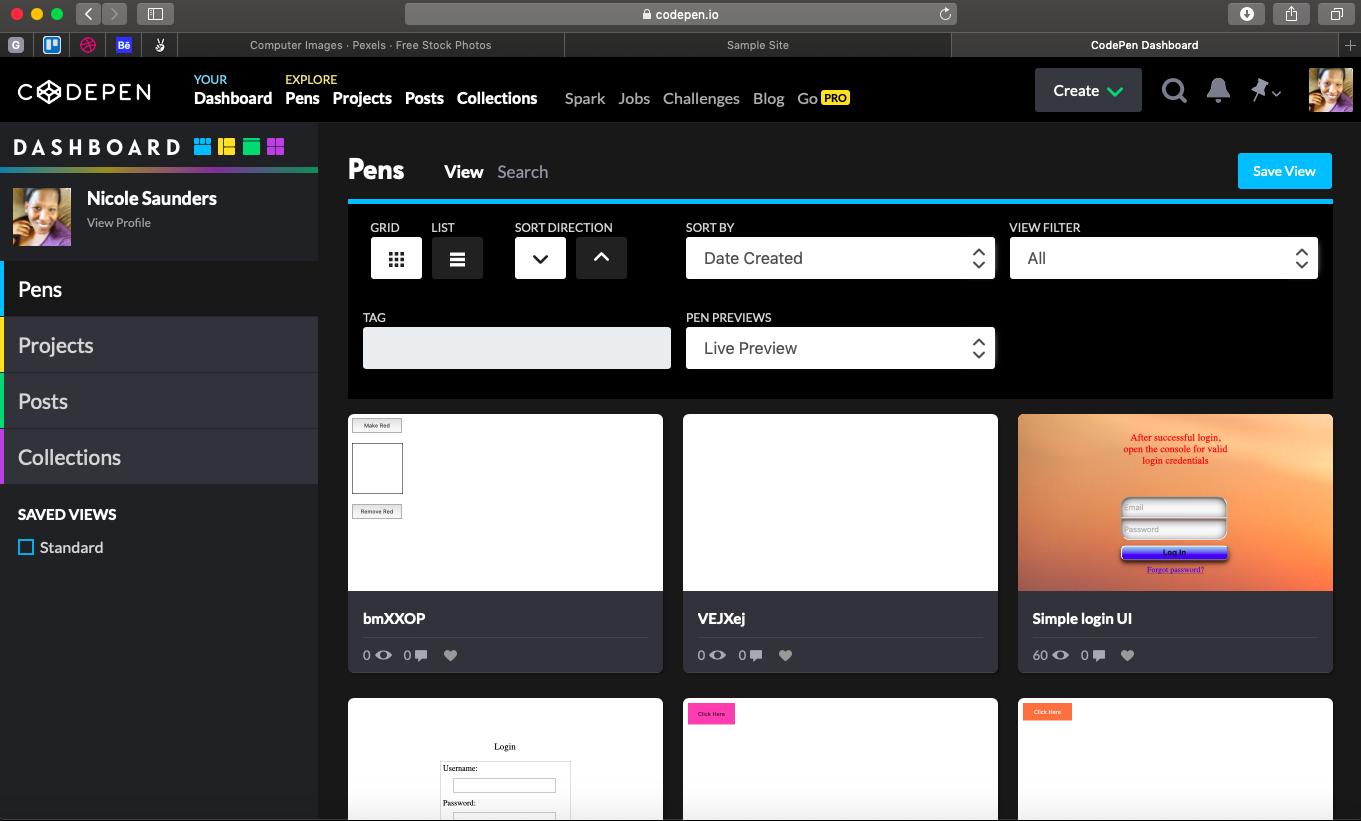 codepen.io
G
Bē
Computer Images · Pexels · Free Stock Photos
Sample Site
CodePen Dashboard
CODEPEN
YOUR
Dashboard
EXPLORE
Pens Projects Posts Collections
Spark Jobs Challenges Blog Go PRO
Create
DASHBOARD
Nicole Saunders
View Profile
Pens
Projects
Posts
Collections
SAVED VIEWS
Standard
Pens View Search
Save View
GRID LIST SORT DIRECTION SORT BY VIEW FILTER
Date Created
All
TAG PEN PREVIEWS
Live Preview
Make Red
Remove Red
bmXXOP
0 0
VEJXej
0 0
After successful login,
open the console for valid
login credentials
Email
Password
Log In
Forgot password?
Simple login UI
60 0
Login
Username:
Password:
Click Here
Click Here